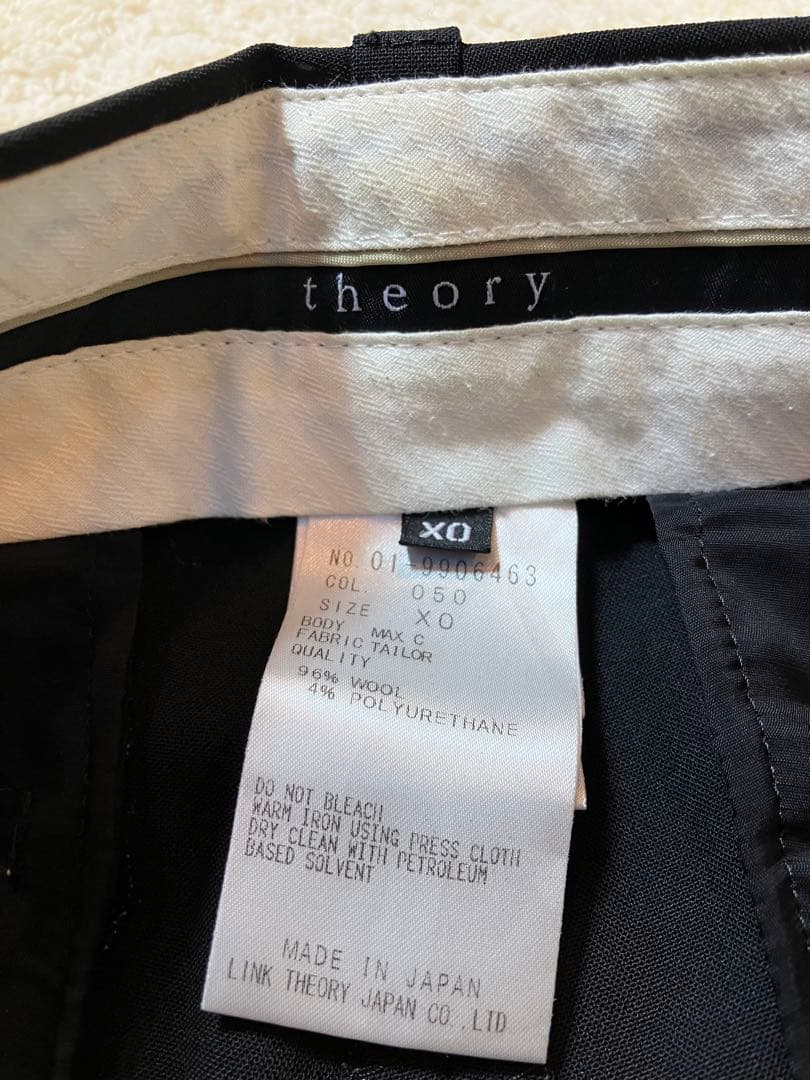 theory
XO
NO. 01-9906463
COL. 050
SIZE XO
BODY MAX C
FABRIC TAILOR
QUALITY
96% WOOL
4% POLYURETHANE
DO NOT BLEACH
WARM IRON USING PRESS CLOTH
DRY CLEAN WITH PETROLEUM
BASED SOLVENT
MADE IN JAPAN
LINK THEORY JAPAN CO.,LTD